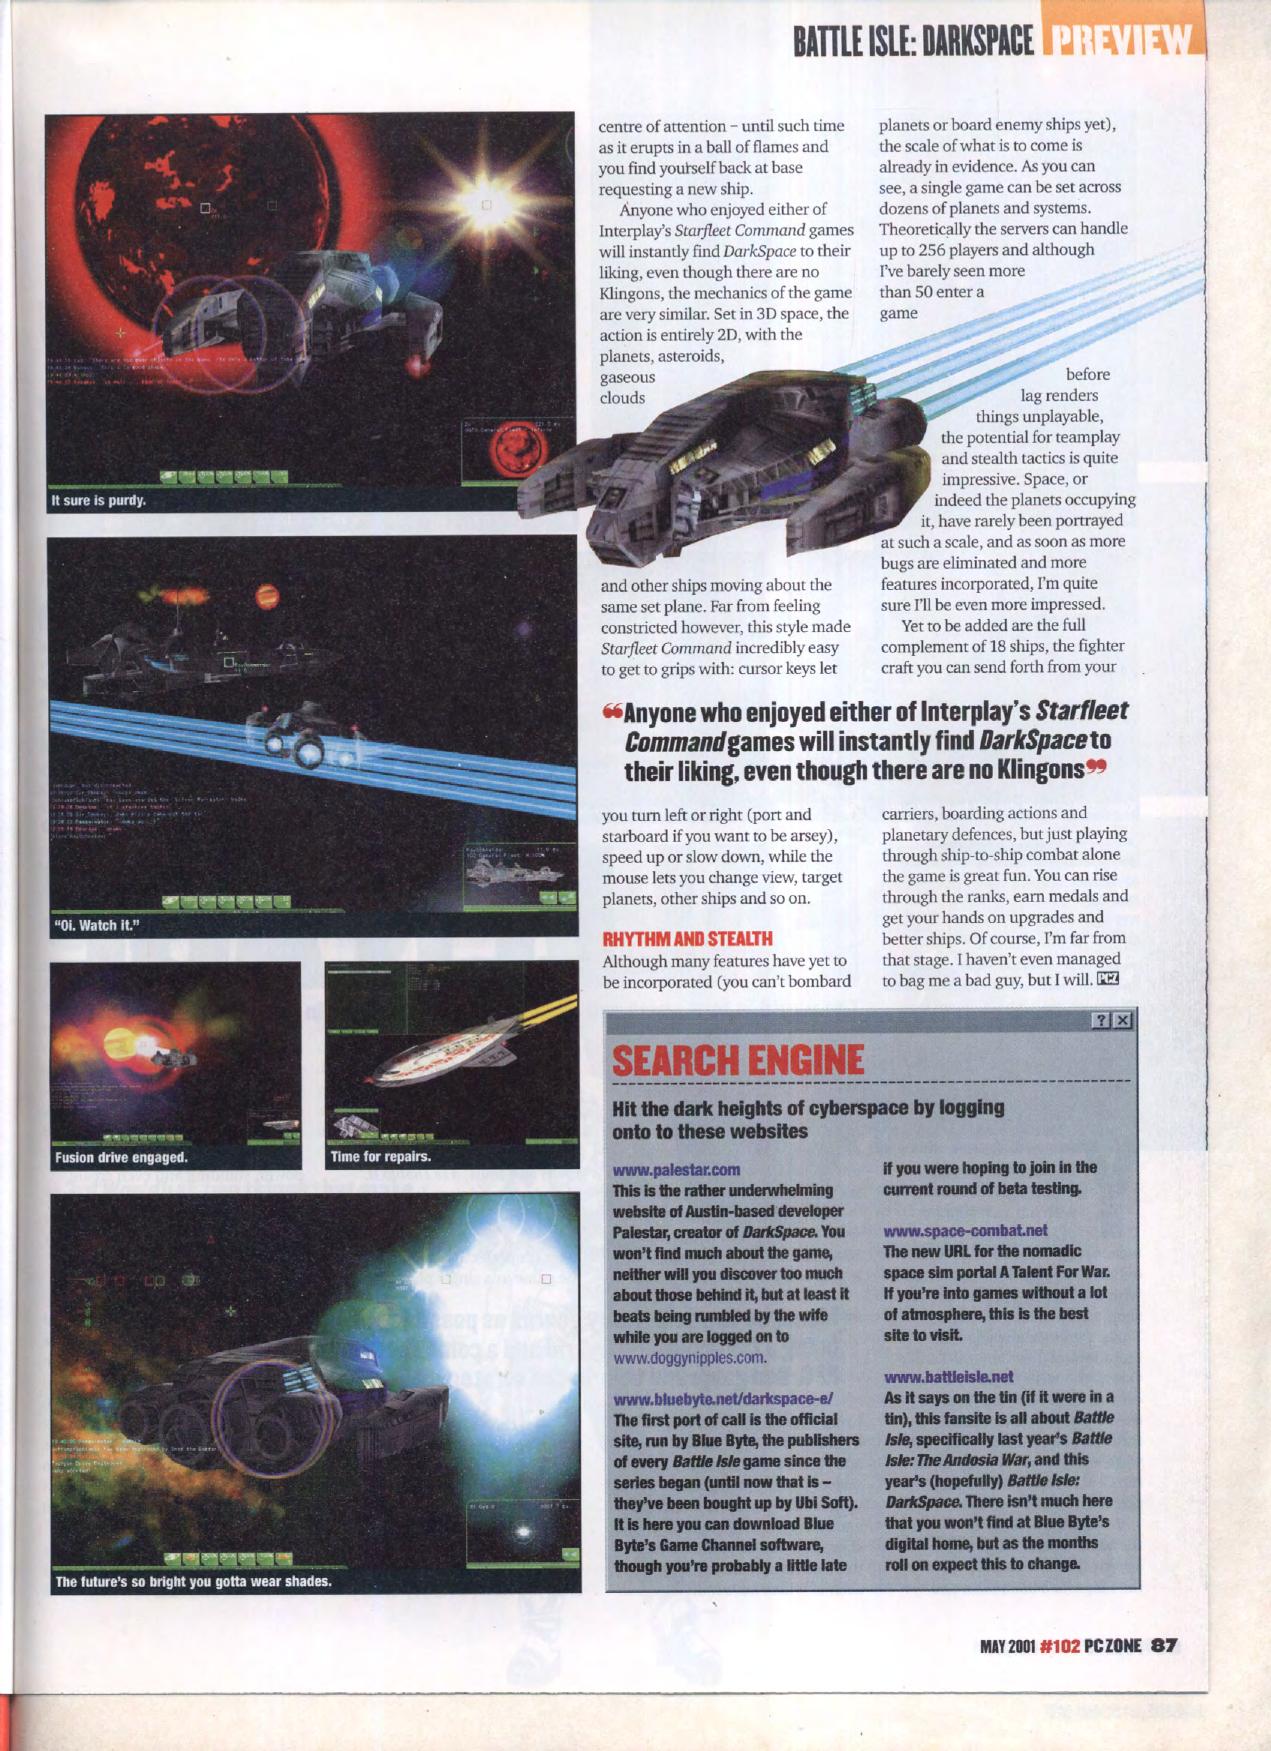 BATTLE ISLE: DARKSPACE PREVIEW
It sure is purdy.
"Oi. Watch it."
Fusion drive engaged.
Time for repairs.
The future's so bright you gotta wear shades.
centre of attention – until such time
as it erupts in a ball of flames and
you find yourself back at base
requesting a new ship.
Anyone who enjoyed either of
Interplay's Starfleet Command games
will instantly find DarkSpace to their
liking, even though there are no
Klingons, the mechanics of the game
are very similar. Set in 3D space, the
action is entirely 2D, with the
planets, asteroids,
gaseous
clouds
and other ships moving about the
same set plane. Far from feeling
constricted however, this style made
Starfleet Command incredibly easy
to get to grips with: cursor keys let
you turn left or right (port and
starboard if you want to be arsey),
speed up or slow down, while the
mouse lets you change view, target
planets, other ships and so on.
RHYTHM AND STEALTH
Although many features have yet to
be incorporated (you can't bombard
planets or board enemy ships yet),
the scale of what is to come is
already in evidence. As you can
see, a single game can be set across
dozens of planets and systems.
Theoretically the servers can handle
up to 256 players and although
I've barely seen more
than 50 enter a
game
before
lag renders
things unplayable,
the potential for teamplay
and stealth tactics is quite
impressive. Space, or
indeed the planets occupying
it, have rarely been portrayed
at such a scale, and as soon as more
bugs are eliminated and more
features incorporated, I'm quite
sure I'll be even more impressed.
Yet to be added are the full
complement of 18 ships, the fighter
craft you can send forth from your
carriers, boarding actions and
planetary defences, but just playing
through ship-to-ship combat alone
the game is great fun. You can rise
through the ranks, earn medals and
get your hands on upgrades and
better ships. Of course, I'm far from
that stage. I haven't even managed
to bag me a bad guy, but I will. PCZ
“Anyone who enjoyed either of Interplay's Starfleet
Command games will instantly find DarkSpace to
their liking, even though there are no Klingons”
? X
SEARCH ENGINE
Hit the dark heights of cyberspace by logging
onto to these websites
www.palestar.com
This is the rather underwhelming
website of Austin-based developer
Palestar, creator of DarkSpace. You
won't find much about the game,
neither will you discover too much
about those behind it, but at least it
beats being rumbled by the wife
while you are logged on to
www.doggynipples.com.
www.bluebyte.net/darkspace-e/
The first port of call is the official
site, run by Blue Byte, the publishers
of every Battle Isle game since the
series began (until now that is –
they've been bought up by Ubi Soft).
It is here you can download Blue
Byte's Game Channel software,
though you're probably a little late
if you were hoping to join in the
current round of beta testing.
www.space-combat.net
The new URL for the nomadic
space sim portal A Talent For War.
If you're into games without a lot
of atmosphere, this is the best
site to visit.
www.battleisle.net
As it says on the tin (if it were in a
tin), this fansite is all about Battle
Isle, specifically last year's Battle
Isle: The Andosia War, and this
year's (hopefully) Battle Isle:
DarkSpace. There isn't much here
that you won't find at Blue Byte's
digital home, but as the months
roll on expect this to change.
MAY 2001 #102 PC ZONE 87